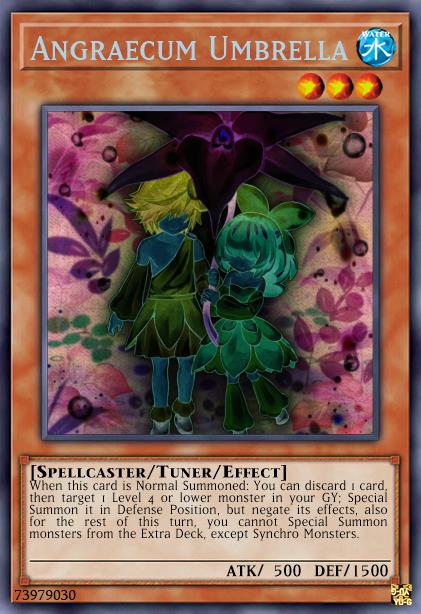 ANGRAECUM UMBRELLA
WATER
水
[SPELLCASTER/TUNER/EFFECT]
When this card is Normal Summoned: You can discard 1 card,
then target 1 Level 4 or lower monster in your GY; Special
Summon it in Defense Position, but negate its effects, also
for the rest of this turn, you cannot Special Summon
monsters from the Extra Deck, except Synchro Monsters.
ATK/ 500 DEF/1500
73979030